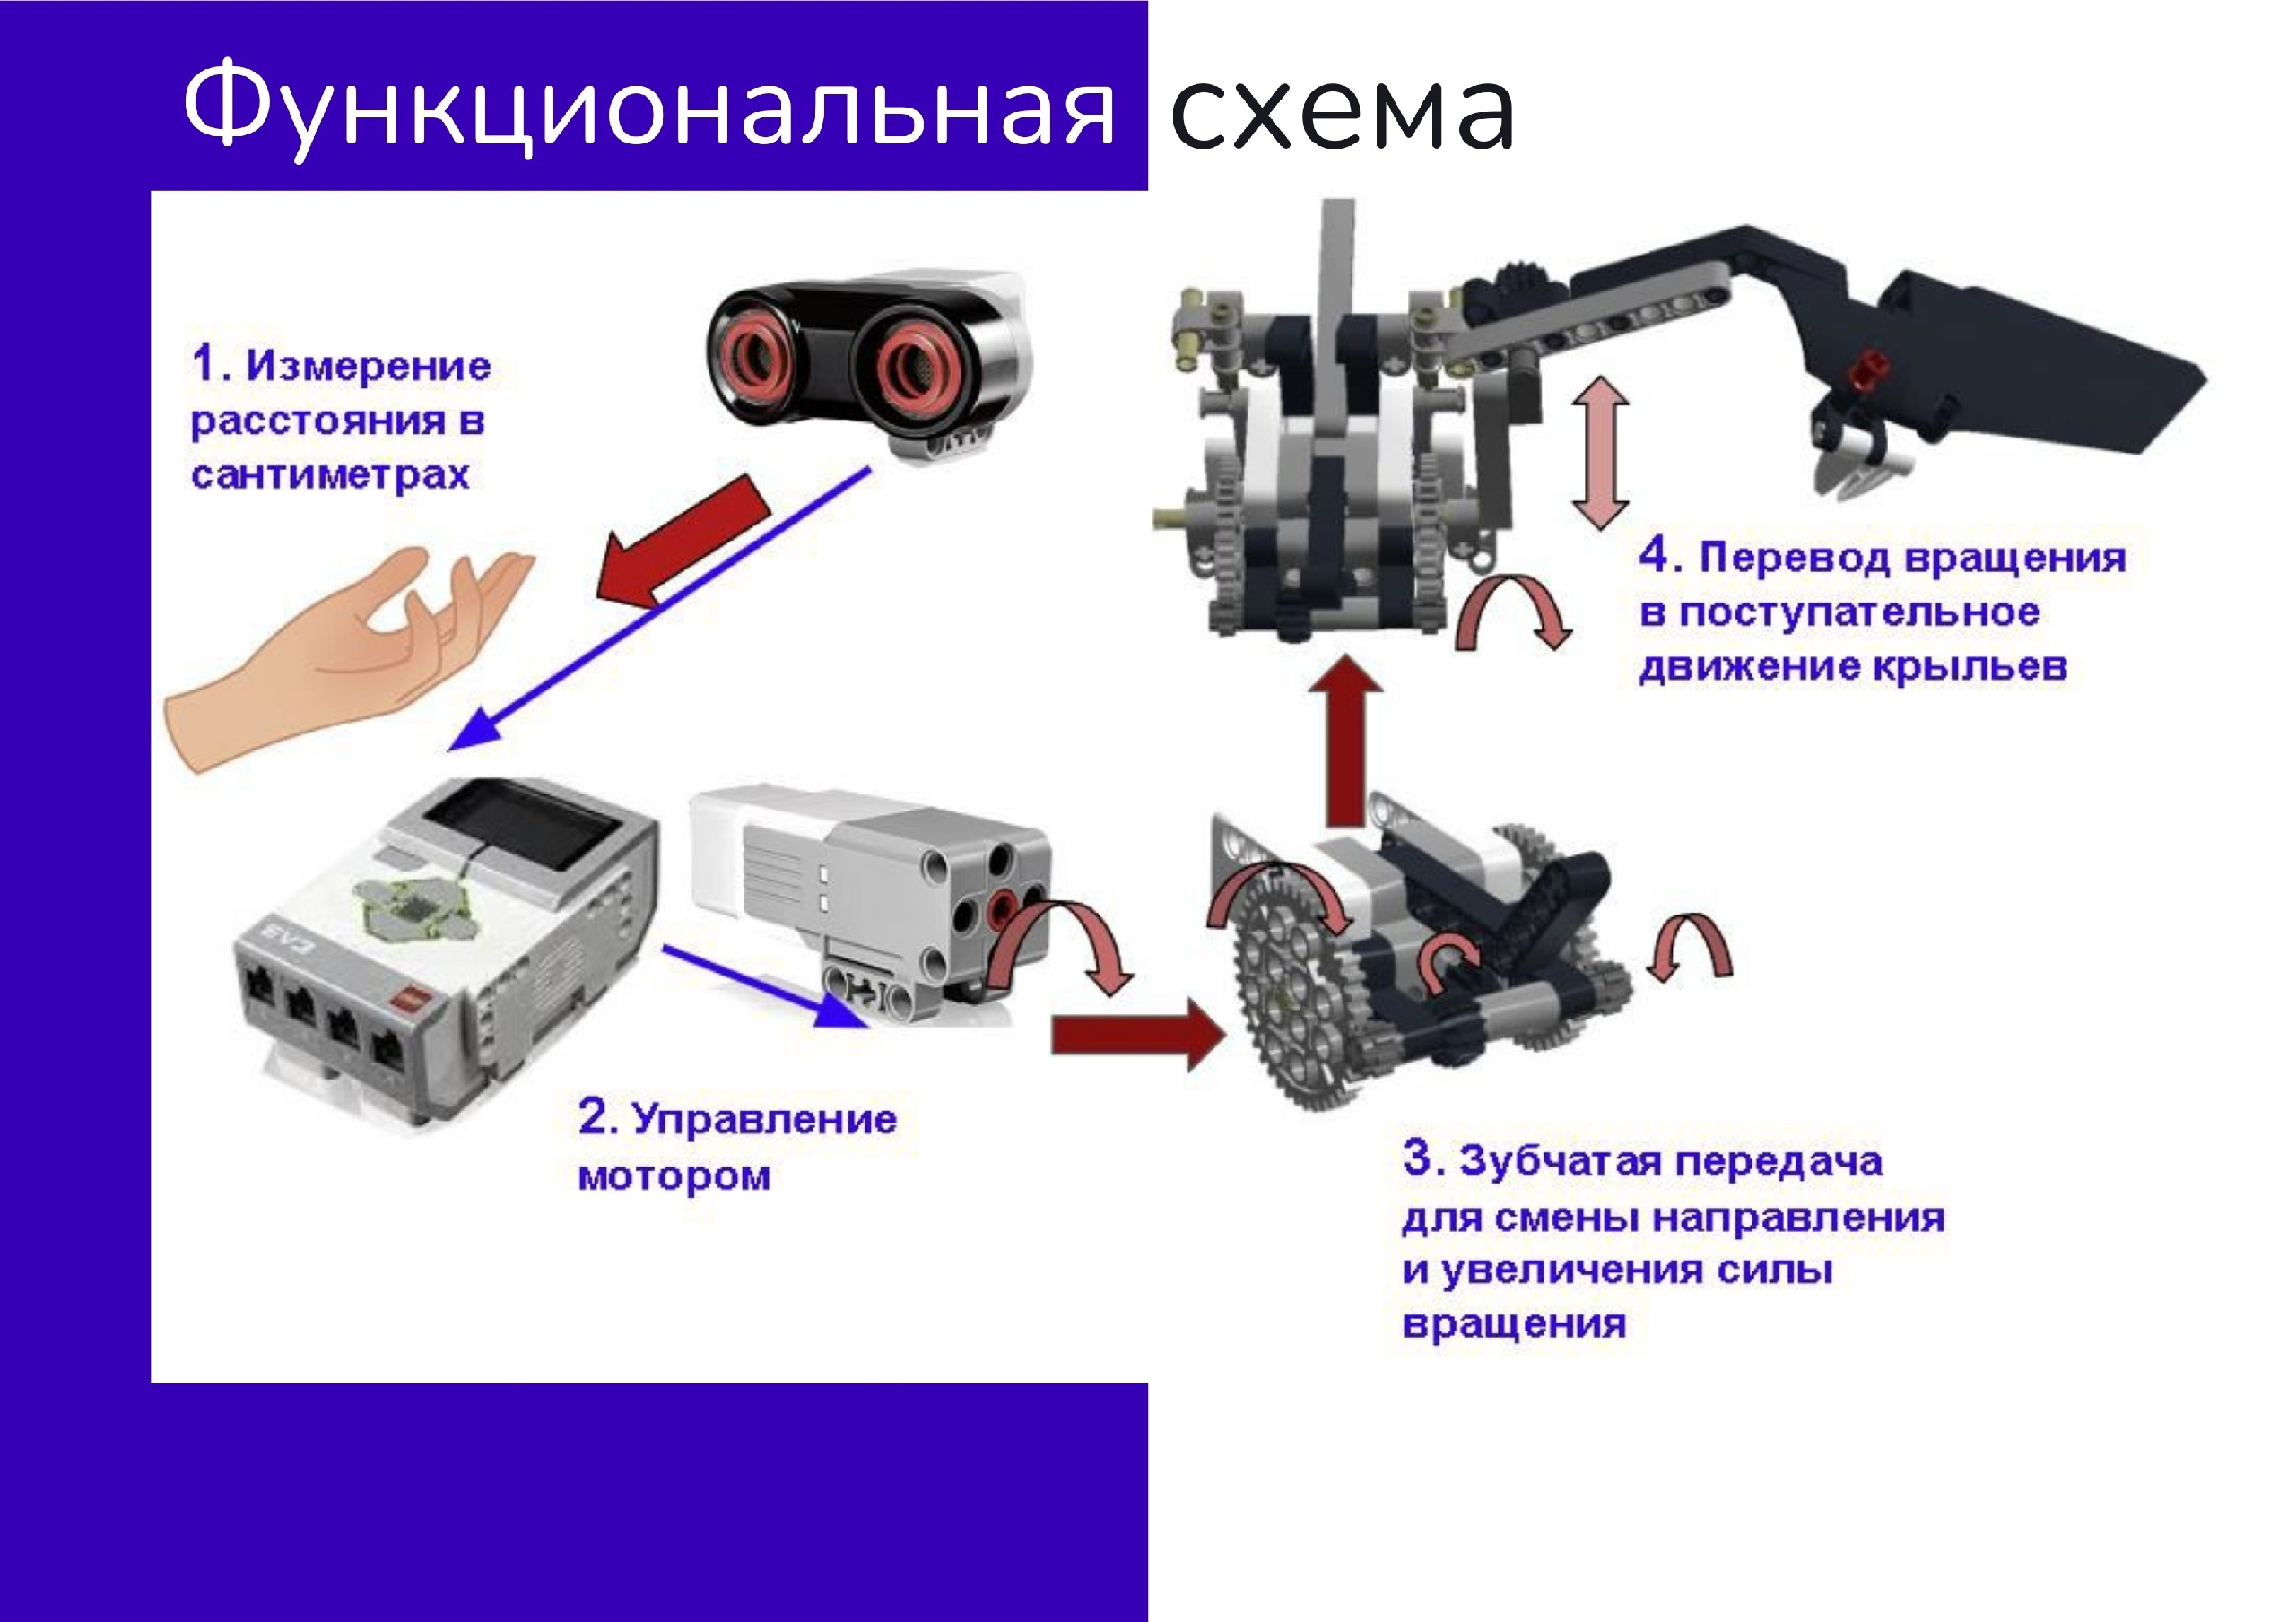 Функциональная схема
1. Измерение
расстояния в
сантиметрах
4. Перевод вращения
в поступательное
движение крыльев
EV3
2. Управление
мотором
3. Зубчатая передача
для смены направления
и увеличения силы
вращения